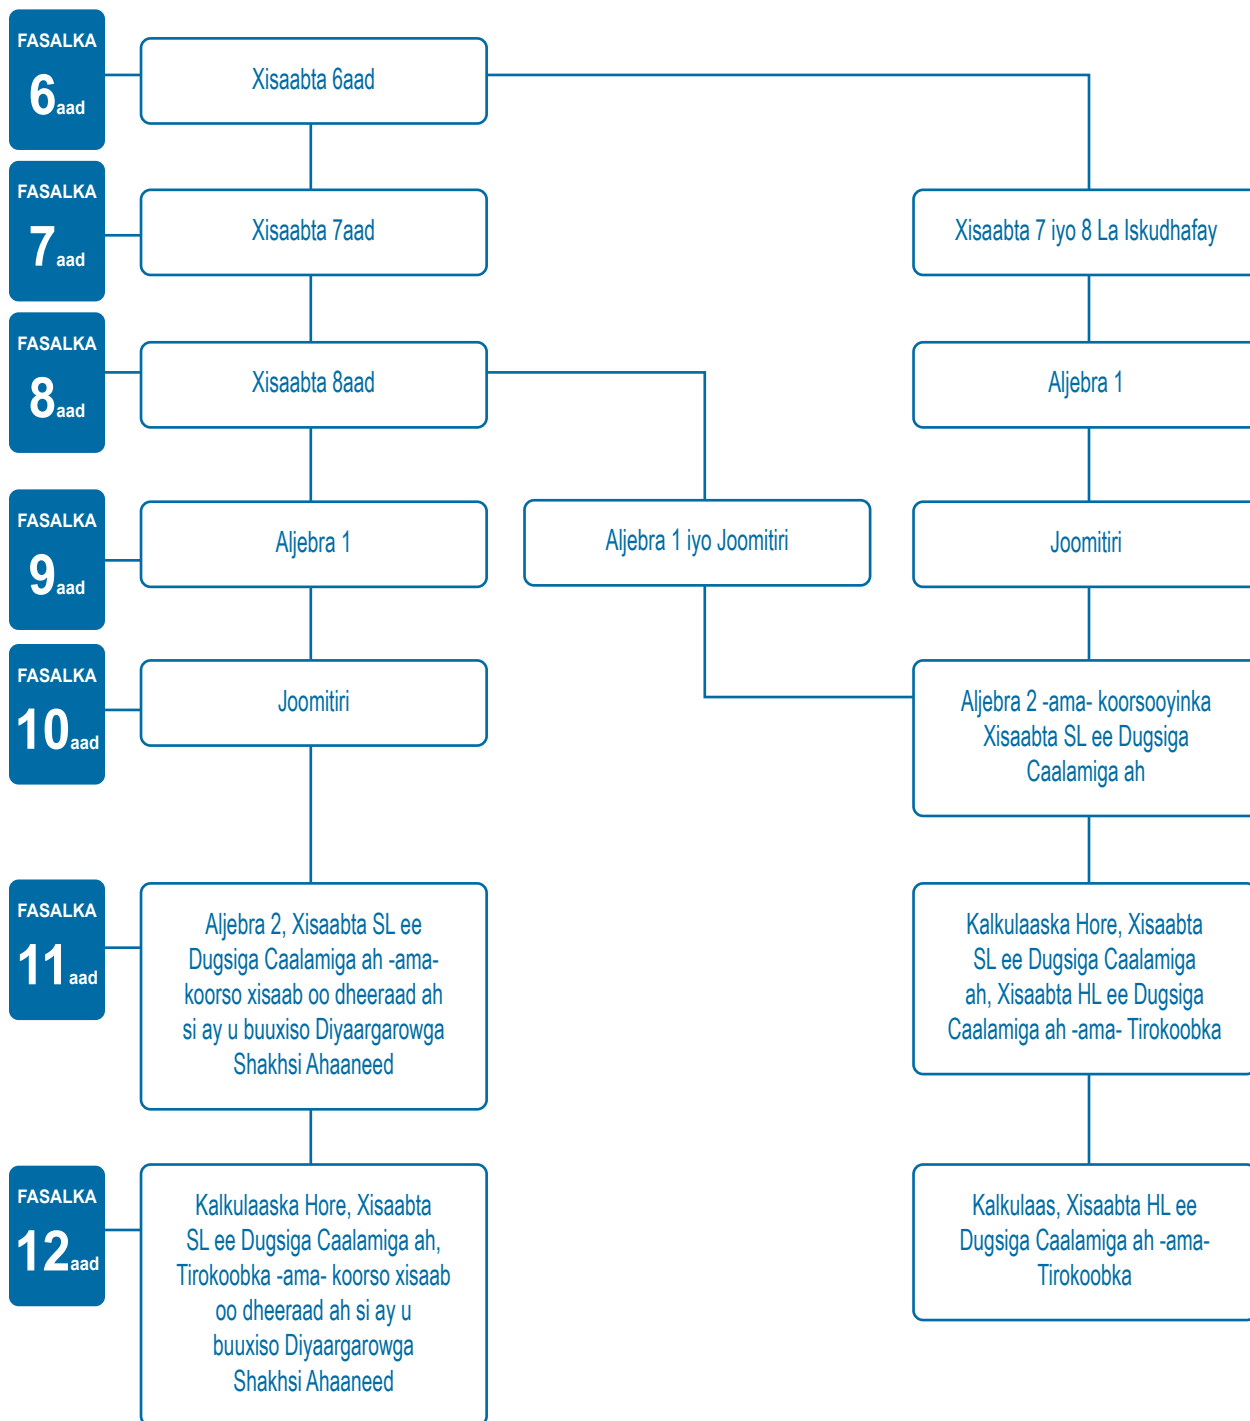 FASALKA
6aad
Xisaabta 6aad
FASALKA
7aad
Xisaabta 7aad
Xisaabta 7 iyo 8 La Iskudhafay
FASALKA
8aad
Xisaabta 8aad
Aljebra 1
FASALKA
9aad
Aljebra 1
Aljebra 1 iyo Joomitiri
Joomitiri
FASALKA
10aad
Joomitiri
Aljebra 2 -ama- koorsooyinka
Xisaabta SL ee Dugsiga
Caalamiga ah
FASALKA
11aad
Aljebra 2, Xisaabta SL ee
Dugsiga Caalamiga ah -ama-
koorso xisaab oo dheeraad ah
si ay u buuxiso Diyaargarowga
Shakhsi Ahaaneed
Kalkulaaska Hore, Xisaabta
SL ee Dugsiga Caalamiga
ah, Xisaabta HL ee Dugsiga
Caalamiga ah -ama- Tirokoobka
FASALKA
12aad
Kalkulaaska Hore, Xisaabta
SL ee Dugsiga Caalamiga ah,
Tirokoobka -ama- koorso xisaab
oo dheeraad ah si ay u
buuxiso Diyaargarowga
Shakhsi Ahaaneed
Kalkulaas, Xisaabta HL ee
Dugsiga Caalamiga ah -ama-
Tirokoobka